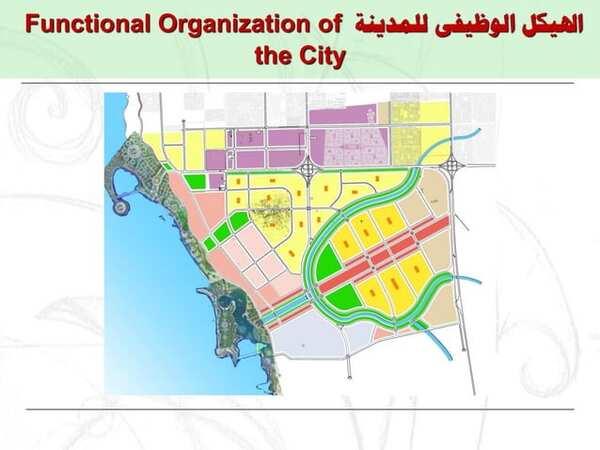 Functional Organization of الهيكل الوظيفى للمدينة
the City